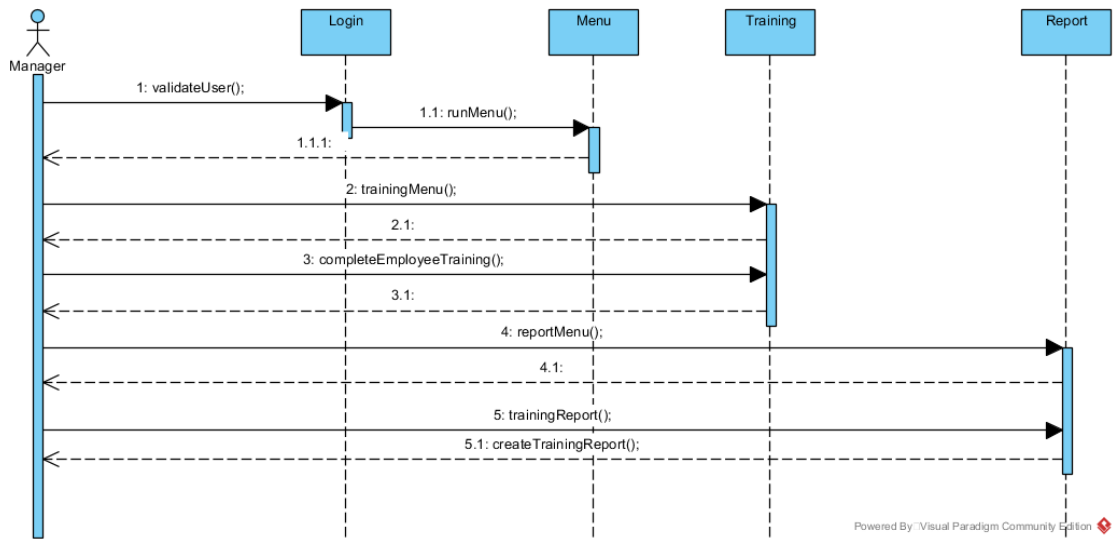 Login
Menu
Training
Report
Manager
1: validateUser();
1.1: runMenu();
1.1.1:
2: trainingMenu();
2.1:
3: completeEmployeeTraining();
3.1:
4: reportMenu();
4.1:
5: trainingReport();
5.1: createTrainingReport();
Powered By Visual Paradigm Community Edition